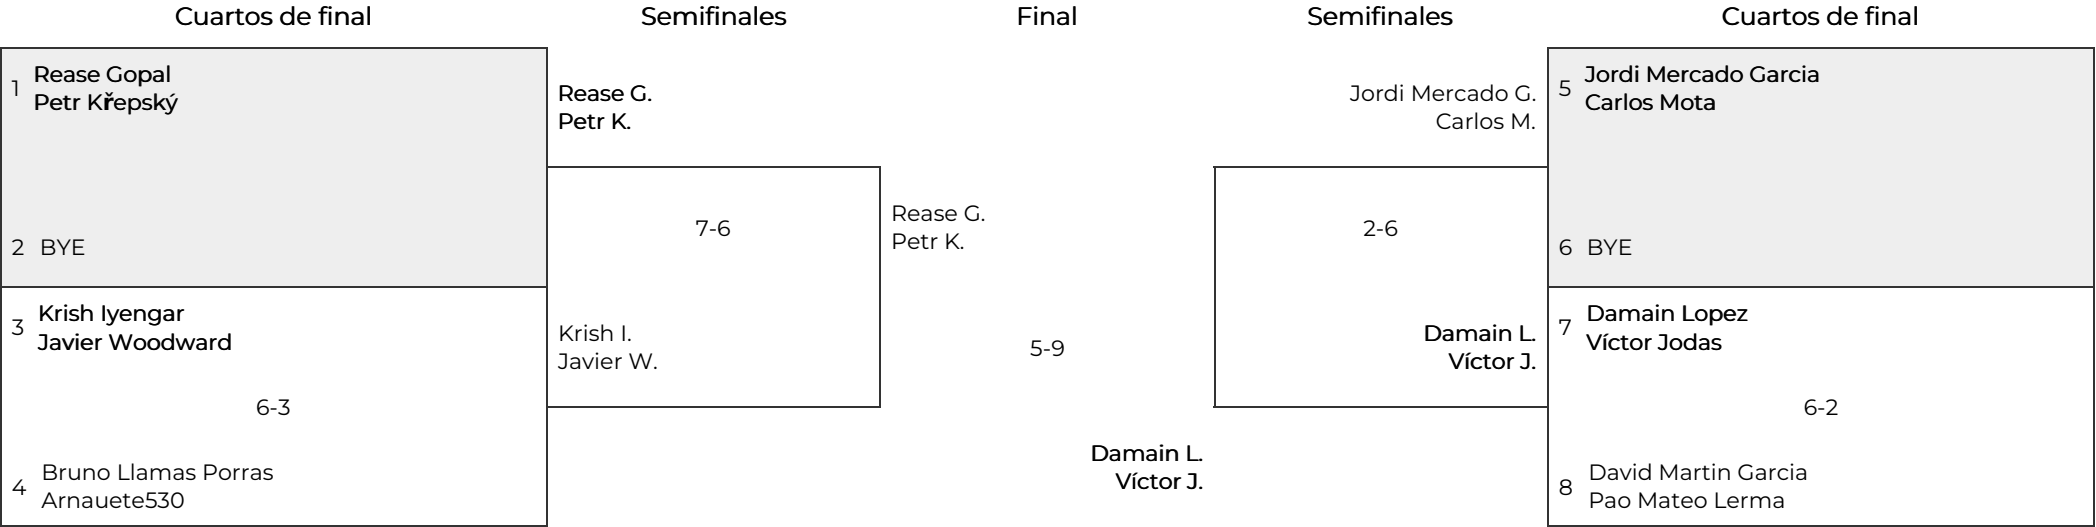 Cuartos de final
Semifinales
Final
Semifinales
Cuartos de final
1
Rease Gopal
Petr Křepský
2 BYE
3
Krish Iyengar
Javier Woodward
6-3
4
Bruno Llamas Porras
Arnauete530
Rease G.
Petr K.
7-6
Krish I.
Javier W.
Rease G.
Petr K.
5-9
Damain L.
Víctor J.
Jordi Mercado G.
Carlos M.
2-6
Damain L.
Víctor J.
5
Jordi Mercado Garcia
Carlos Mota
6 BYE
7
Damain Lopez
Víctor Jodas
6-2
8
David Martin Garcia
Pao Mateo Lerma